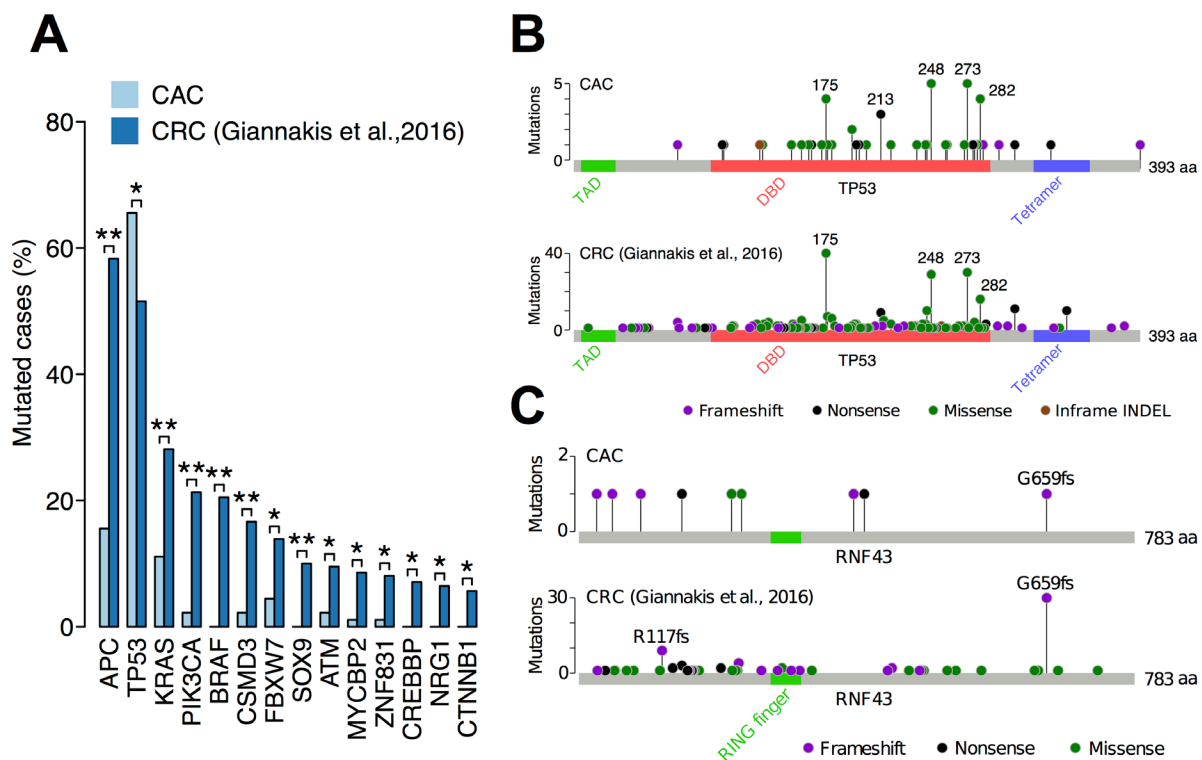 A
CAC
CRC (Giannakis et al.,2016)
Mutated cases (%)
80
60
40
20
0
**
*
**
**
**
**
*
**
*
*
*
*
*
*
APC
TP53
KRAS
PIK3CA
BRAF
CSMD3
FBXW7
SOX9
ATM
MYCBP2
ZNF831
CREBBP
NRG1
CTNNB1
B
CAC
Mutations
5
0
175
213
248
273
282
TAD
DBD
TP53
Tetramer
393 aa
CRC (Giannakis et al., 2016)
Mutations
40
20
0
175
248
273
282
TAD
DBD
TP53
Tetramer
393 aa
Frameshift
Nonsense
Missense
Inframe INDEL
C
CAC
Mutations
2
0
G659fs
RNF43
783 aa
CRC (Giannakis et al., 2016)
Mutations
30
0
R117fs
G659fs
RING finger
RNF43
783 aa
Frameshift
Nonsense
Missense